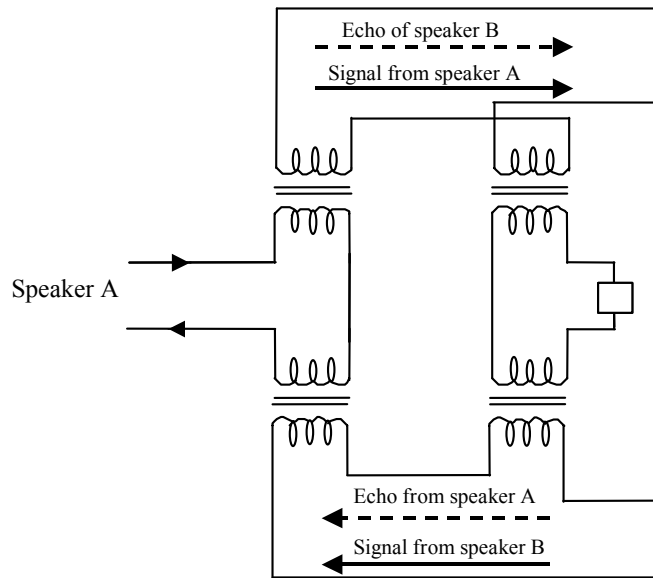 Echo of speaker B
Signal from speaker A
Speaker A
Echo from speaker A
Signal from speaker B